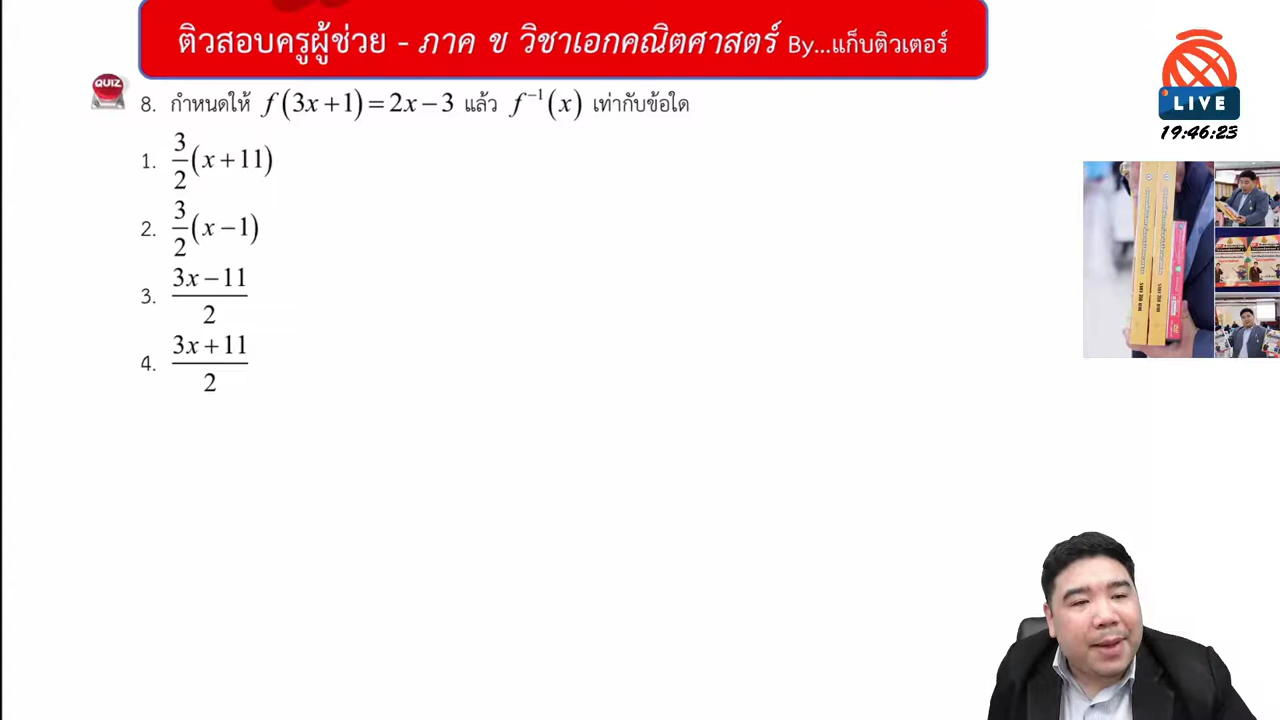 ติวสอบครูผู้ช่วย - ภาค ข วิชาเอกคณิตศาสตร์ By...แก็บติวเตอร์
QUIZ
8. กำหนดให้ f(3x+1)=2x−3 แล้ว f⁻¹(x) เท่ากับข้อใด
1. 3/2(x+11)
2. 3/2(x−1)
3. (3x−11)/2
4. (3x+11)/2
LIVE
19:46:23